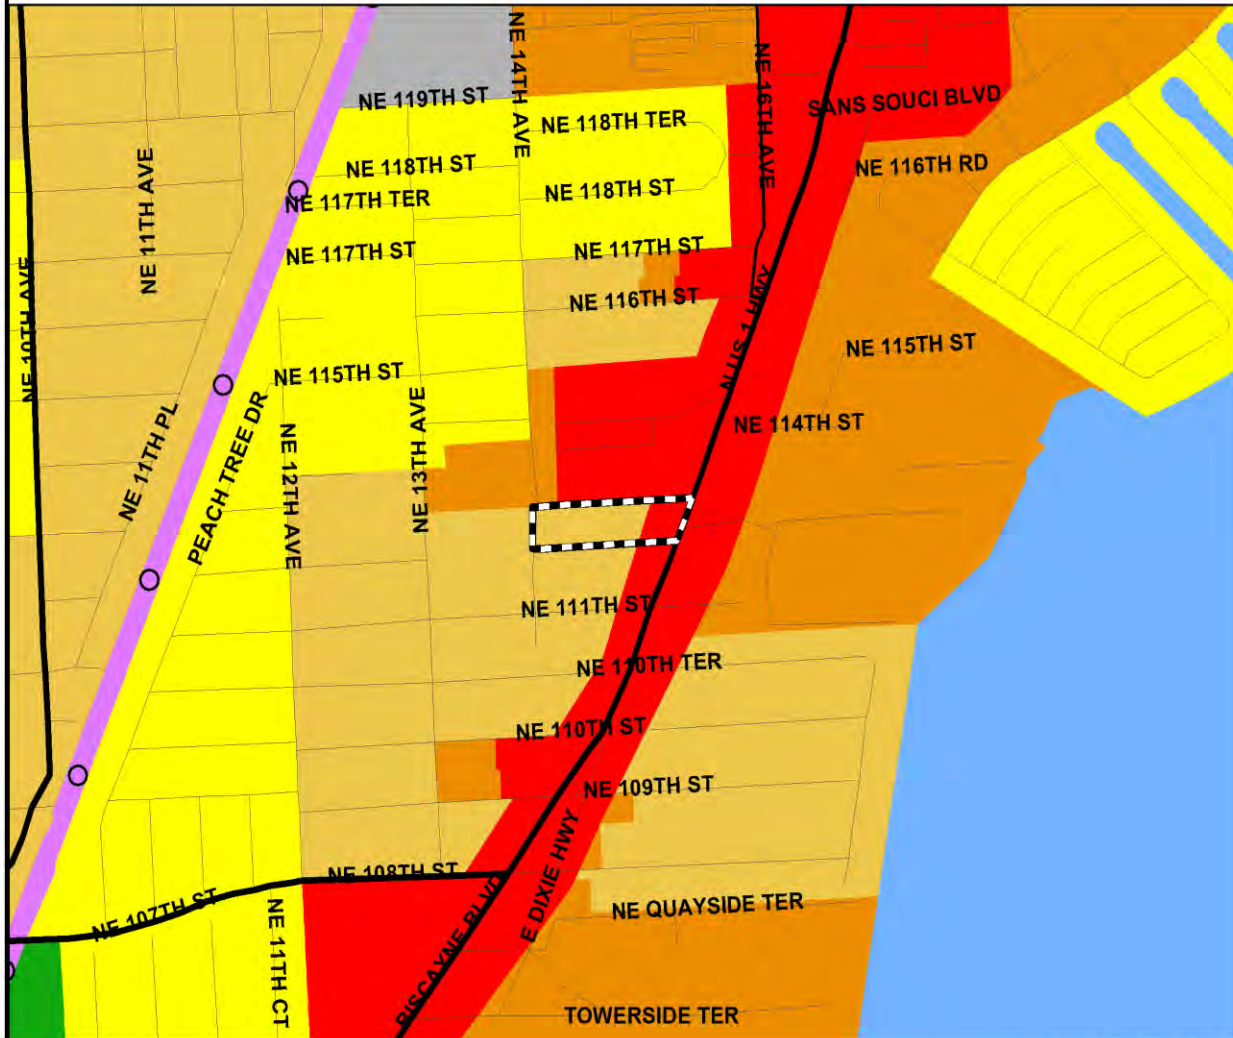 NE 14TH AVE
NE 16TH AVE
NE 119TH ST
SANS SOUCI BLVD
NE 118TH TER
NE 118TH ST
NE 116TH RD
NE 11TH AVE
NE 118TH ST
NE 117TH TER
NE 117TH ST
NE 117TH ST
NE 10TH AVE
NE 116TH ST
N US 1 HWY
NE 115TH ST
NE 115TH ST
NE 114TH ST
NE 11TH PL
PEACH TREE DR
NE 12TH AVE
NE 13TH AVE
NE 111TH ST
NE 110TH TER
NE 110TH ST
NE 109TH ST
NE 108TH ST
E DIXIE HWY
NE 107TH ST
NE QUAYSIDE TER
NE 11TH CT
BISCAYNE BLVD
TOWERSIDE TER